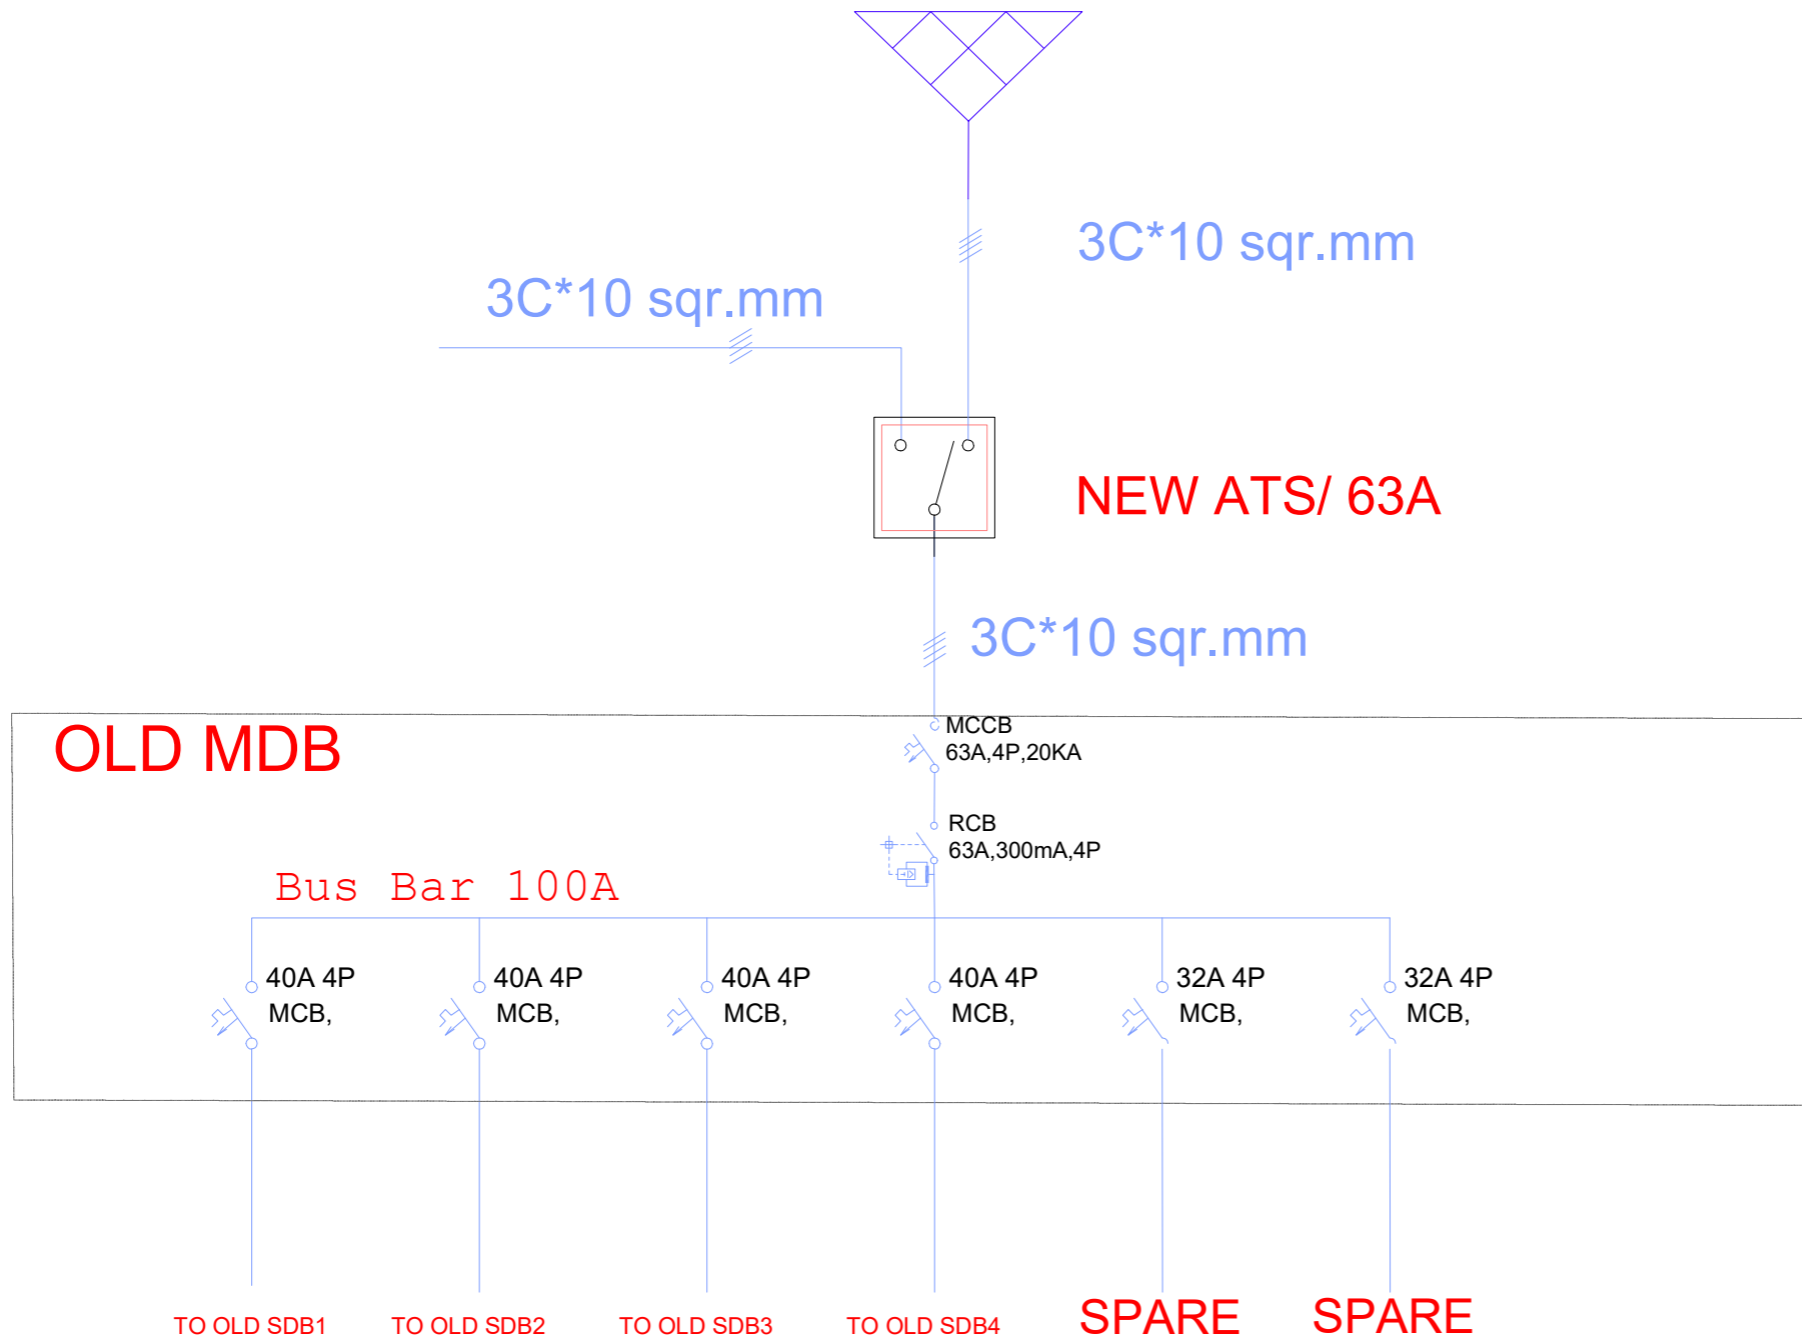 3C*10 sqr.mm
3C*10 sqr.mm
NEW ATS/ 63A
3C*10 sqr.mm
OLD MDB
MCCB
63A,4P,20KA
RCB
63A,300mA,4P
Bus Bar 100A
40A 4P
MCB,
40A 4P
MCB,
40A 4P
MCB,
40A 4P
MCB,
32A 4P
MCB,
32A 4P
MCB,
TO OLD SDB1
TO OLD SDB2
TO OLD SDB3
TO OLD SDB4
SPARE
SPARE